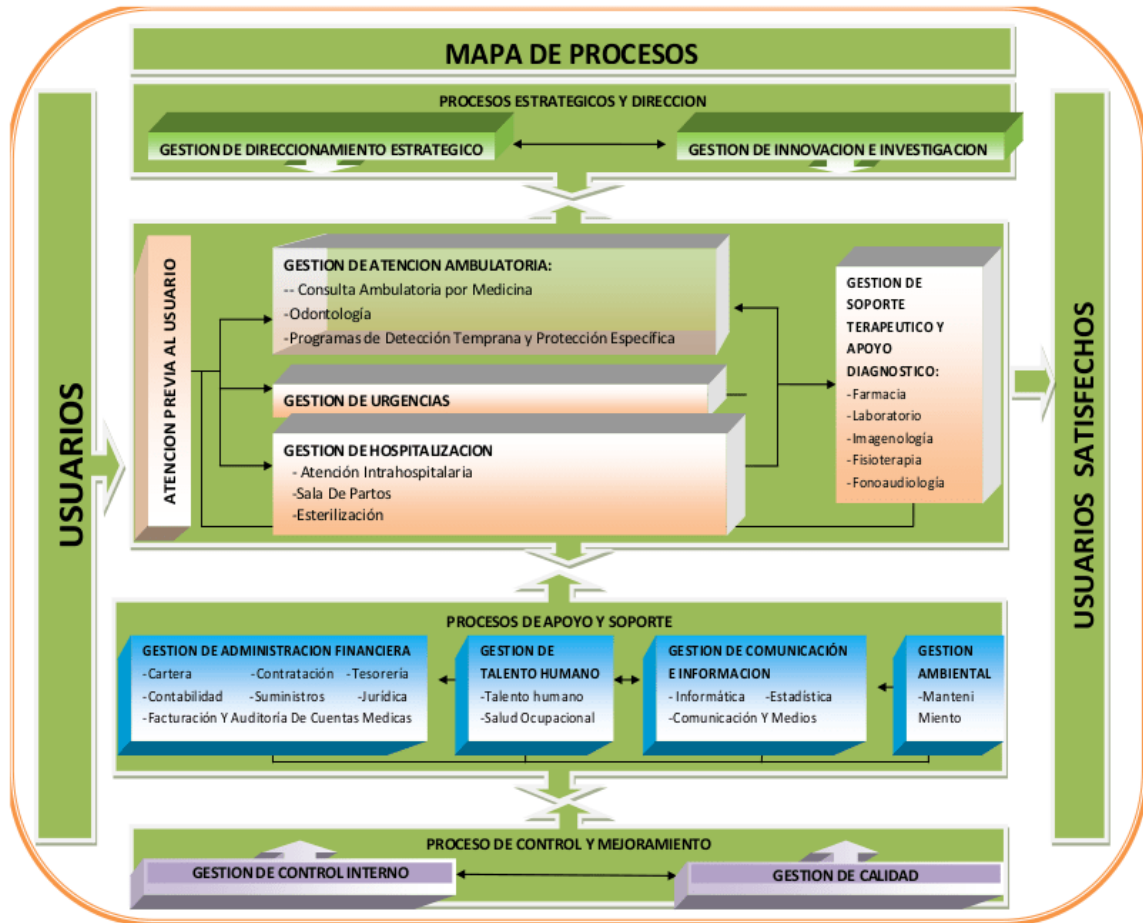 MAPA DE PROCESOS
PROCESOS ESTRATEGICOS Y DIRECCION
GESTION DE DIRECCIONAMIENTO ESTRATEGICO
GESTION DE INNOVACION E INVESTIGACION
USUARIOS
ATENCION PREVIA AL USUARIO
GESTION DE ATENCION AMBULATORIA:
-- Consulta Ambulatoria por Medicina
-Odontología
-Programas de Detección Temprana y Protección Específica
GESTION DE URGENCIAS
GESTION DE HOSPITALIZACION
- Atención Intrahospitalaria
-Sala De Partos
-Esterilización
GESTION DE
SOPORTE
TERAPEUTICO Y
APOYO
DIAGNOSTICO:
-Farmacia
-Laboratorio
-Imagenología
-Fisioterapia
-Fonoaudiología
USUARIOS SATISFECHOS
PROCESOS DE APOYO Y SOPORTE
GESTION DE ADMINISTRACION FINANCIERA
-Cartera -Contratación -Tesorería
-Contabilidad -Suministros -Jurídica
-Facturación Y Auditoría De Cuentas Medicas
GESTION DE
TALENTO HUMANO
-Talento humano
-Salud Ocupacional
GESTION DE COMUNICACIÓN
E INFORMACION
-Informática -Estadística
-Comunicación Y Medios
GESTION
AMBIENTAL
-Manteni
Miento
PROCESO DE CONTROL Y MEJORAMIENTO
GESTION DE CONTROL INTERNO
GESTION DE CALIDAD